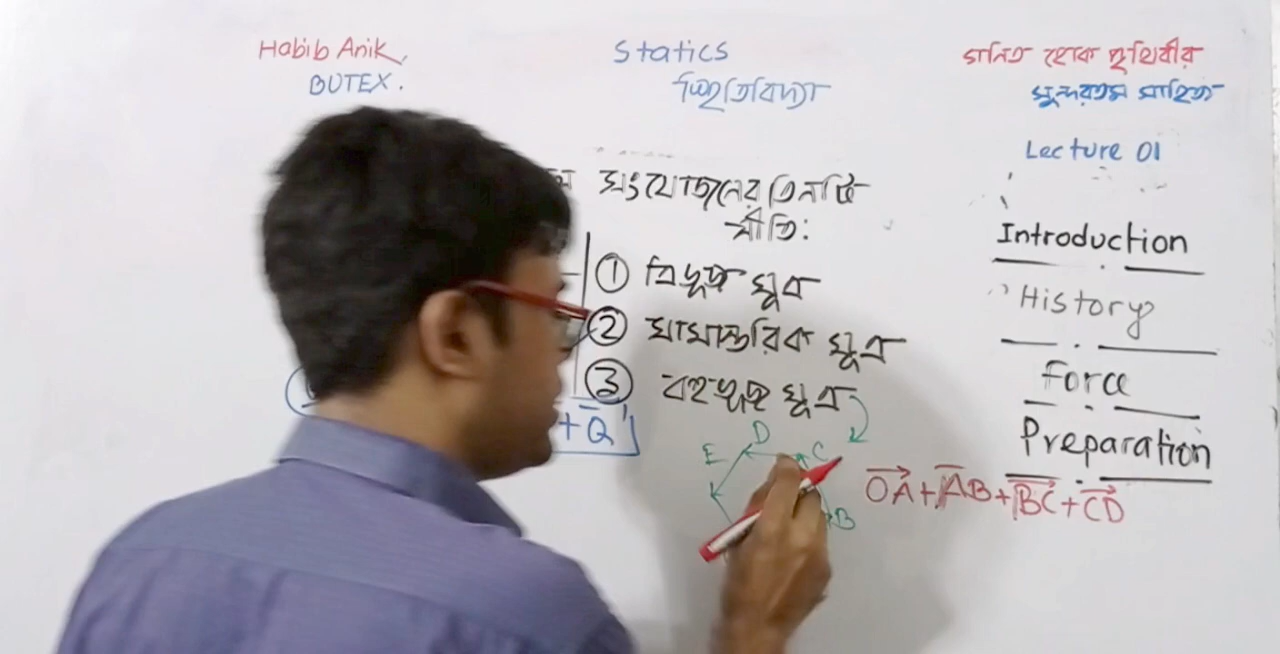 Habib Anik,
BUTEX.
Statics
স্থিতিবিদ্যা
গনিত হোক পৃথিবীর
সুন্দরতম সাহিত্য
Lecture 01
সংযোজনের তিনটি
নীতি:
① ত্রিভুজ সুত্র
② সামান্তরিক সুত্র
③ বহুভুজ সুত্র
+ Q
E D C
B
OA + AB + BC + CD
Introduction
History
Force
Preparation